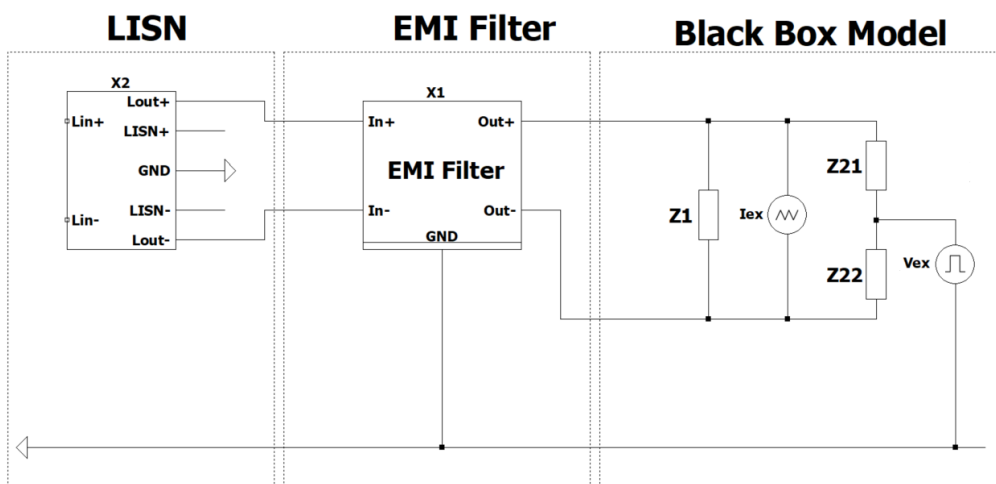 LISN
EMI Filter
Black Box Model
X2
Lout+
Lin+
LISN+
GND
LISN-
Lin-
Lout-
X1
In+
Out+
EMI Filter
In-
Out-
GND
Z1
Iex
Z21
Z22
Vex